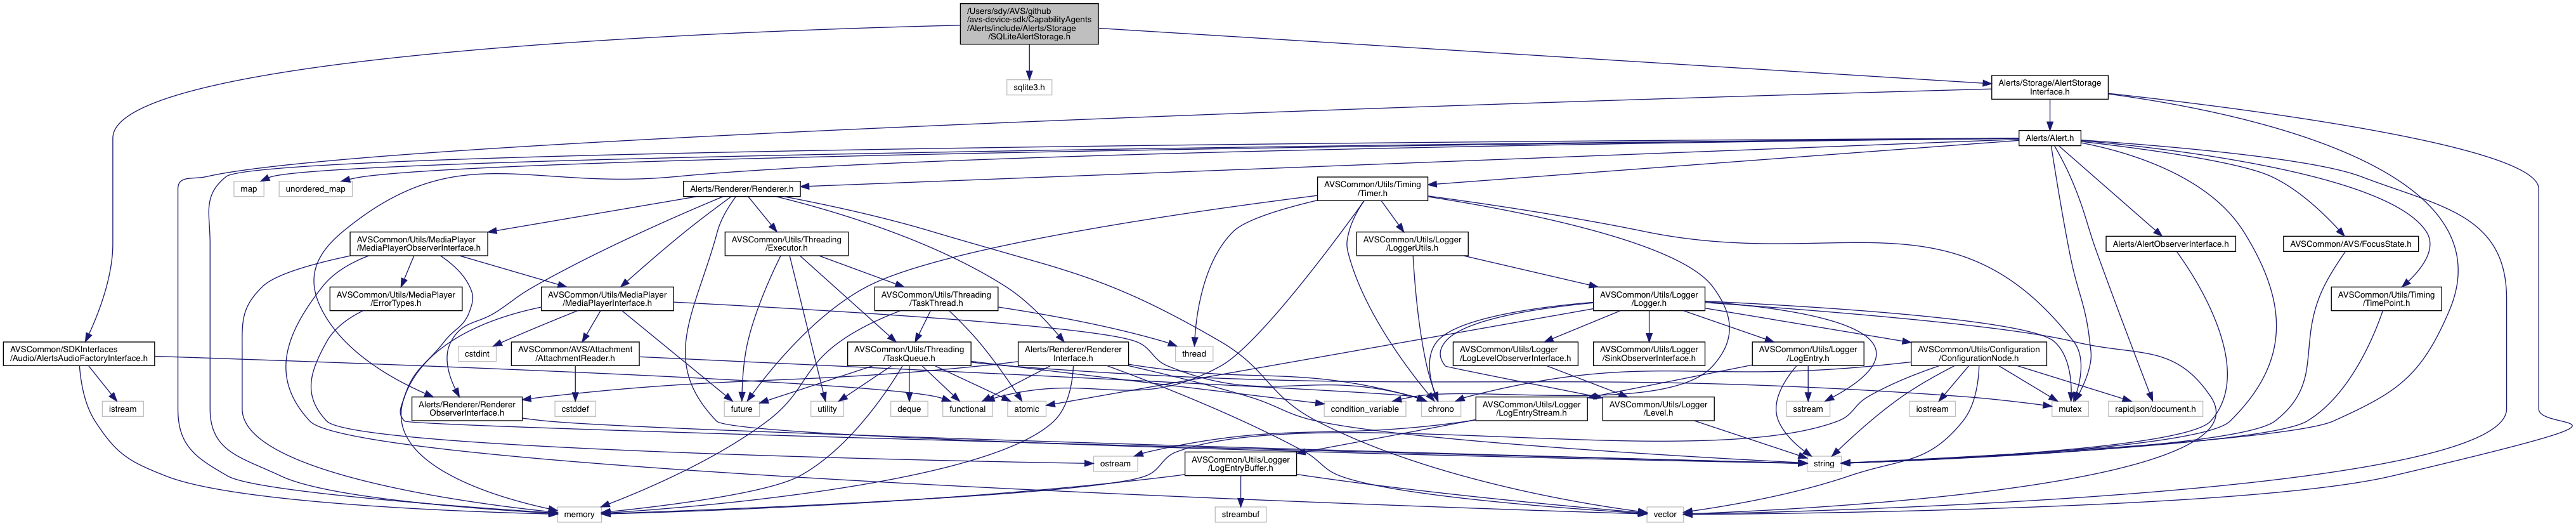 /Users/sdy/AVS/github
/avs-device-sdk/CapabilityAgents
/Alerts/include/Alerts/Storage
/SQLiteAlertStorage.h
sqlite3.h
Alerts/Storage/AlertStorage
Interface.h
Alerts/Alert.h
map
unordered_map
Alerts/Renderer/Renderer.h
AVSCommon/Utils/Timing
/Timer.h
AVSCommon/Utils/MediaPlayer
/MediaPlayerObserverInterface.h
AVSCommon/Utils/Threading
/Executor.h
AVSCommon/Utils/Logger
/LoggerUtils.h
Alerts/AlertObserverInterface.h
AVSCommon/AVS/FocusState.h
AVSCommon/Utils/MediaPlayer
/ErrorTypes.h
AVSCommon/Utils/MediaPlayer
/MediaPlayerInterface.h
AVSCommon/Utils/Threading
/TaskThread.h
AVSCommon/Utils/Logger
/Logger.h
AVSCommon/Utils/Timing
/TimePoint.h
AVSCommon/SDKInterfaces
/Audio/AlertsAudioFactoryInterface.h
cstdint
AVSCommon/AVS/Attachment
/AttachmentReader.h
AVSCommon/Utils/Threading
/TaskQueue.h
Alerts/Renderer/Renderer
Interface.h
thread
AVSCommon/Utils/Logger
/LogLevelObserverInterface.h
AVSCommon/Utils/Logger
/SinkObserverInterface.h
AVSCommon/Utils/Logger
/LogEntry.h
AVSCommon/Utils/Configuration
/ConfigurationNode.h
istream
Alerts/Renderer/Renderer
ObserverInterface.h
cstddef
future
utility
deque
functional
atomic
condition_variable
chrono
AVSCommon/Utils/Logger
/LogEntryStream.h
AVSCommon/Utils/Logger
/Level.h
sstream
iostream
mutex
rapidjson/document.h
ostream
AVSCommon/Utils/Logger
/LogEntryBuffer.h
string
memory
streambuf
vector